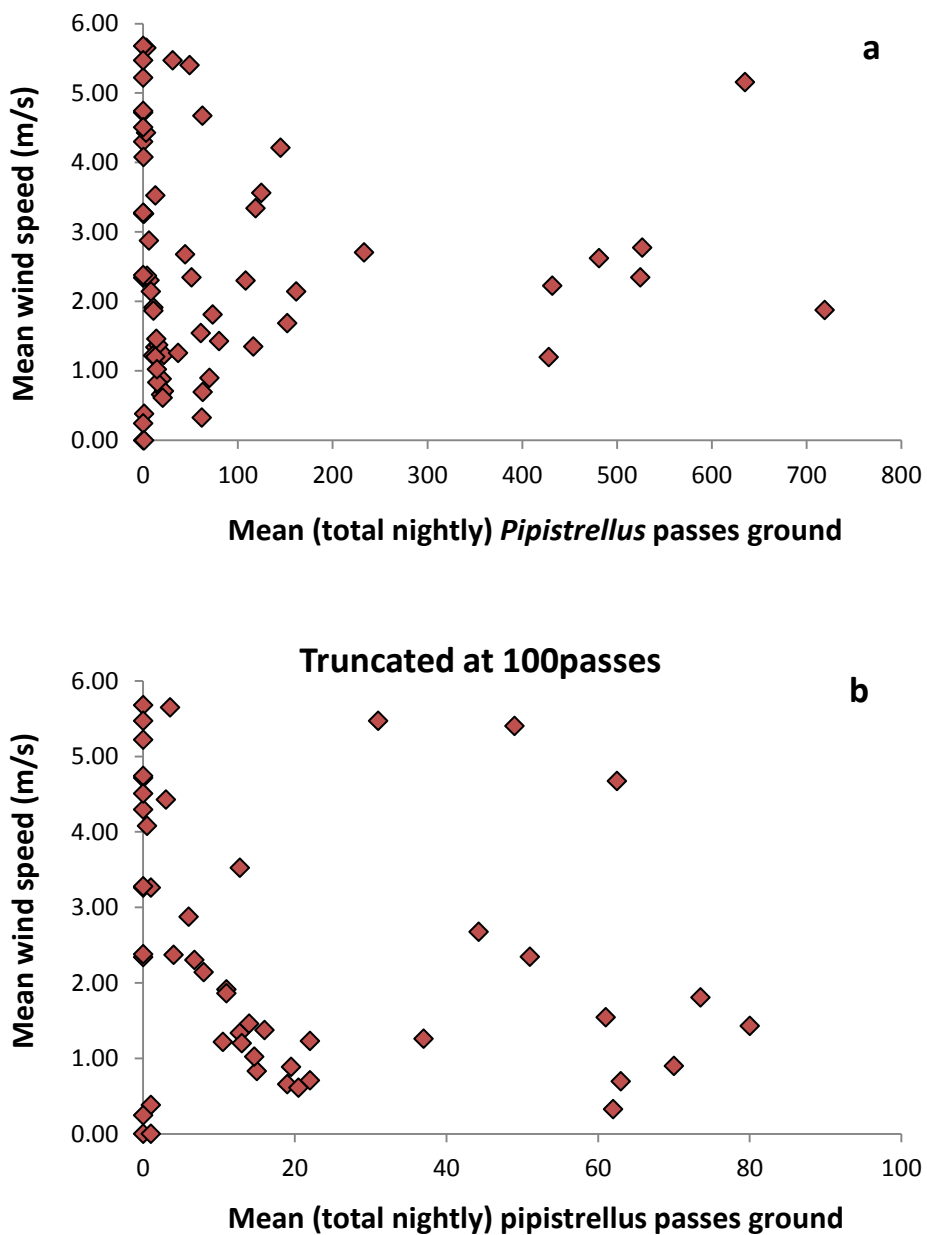 a
6.00
5.00
4.00
3.00
2.00
1.00
0.00
Mean wind speed (m/s)
0 100 200 300 400 500 600 700 800
Mean (total nightly) Pipistrellus passes ground
Truncated at 100passes
b
6.00
5.00
4.00
3.00
2.00
1.00
0.00
Mean wind speed (m/s)
0 20 40 60 80 100
Mean (total nightly) pipistrellus passes ground